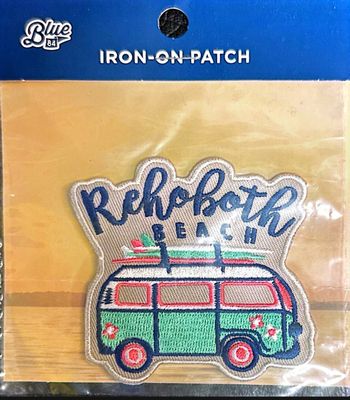 Blue
84
IRON-ON PATCH
Rehoboth
BEACH